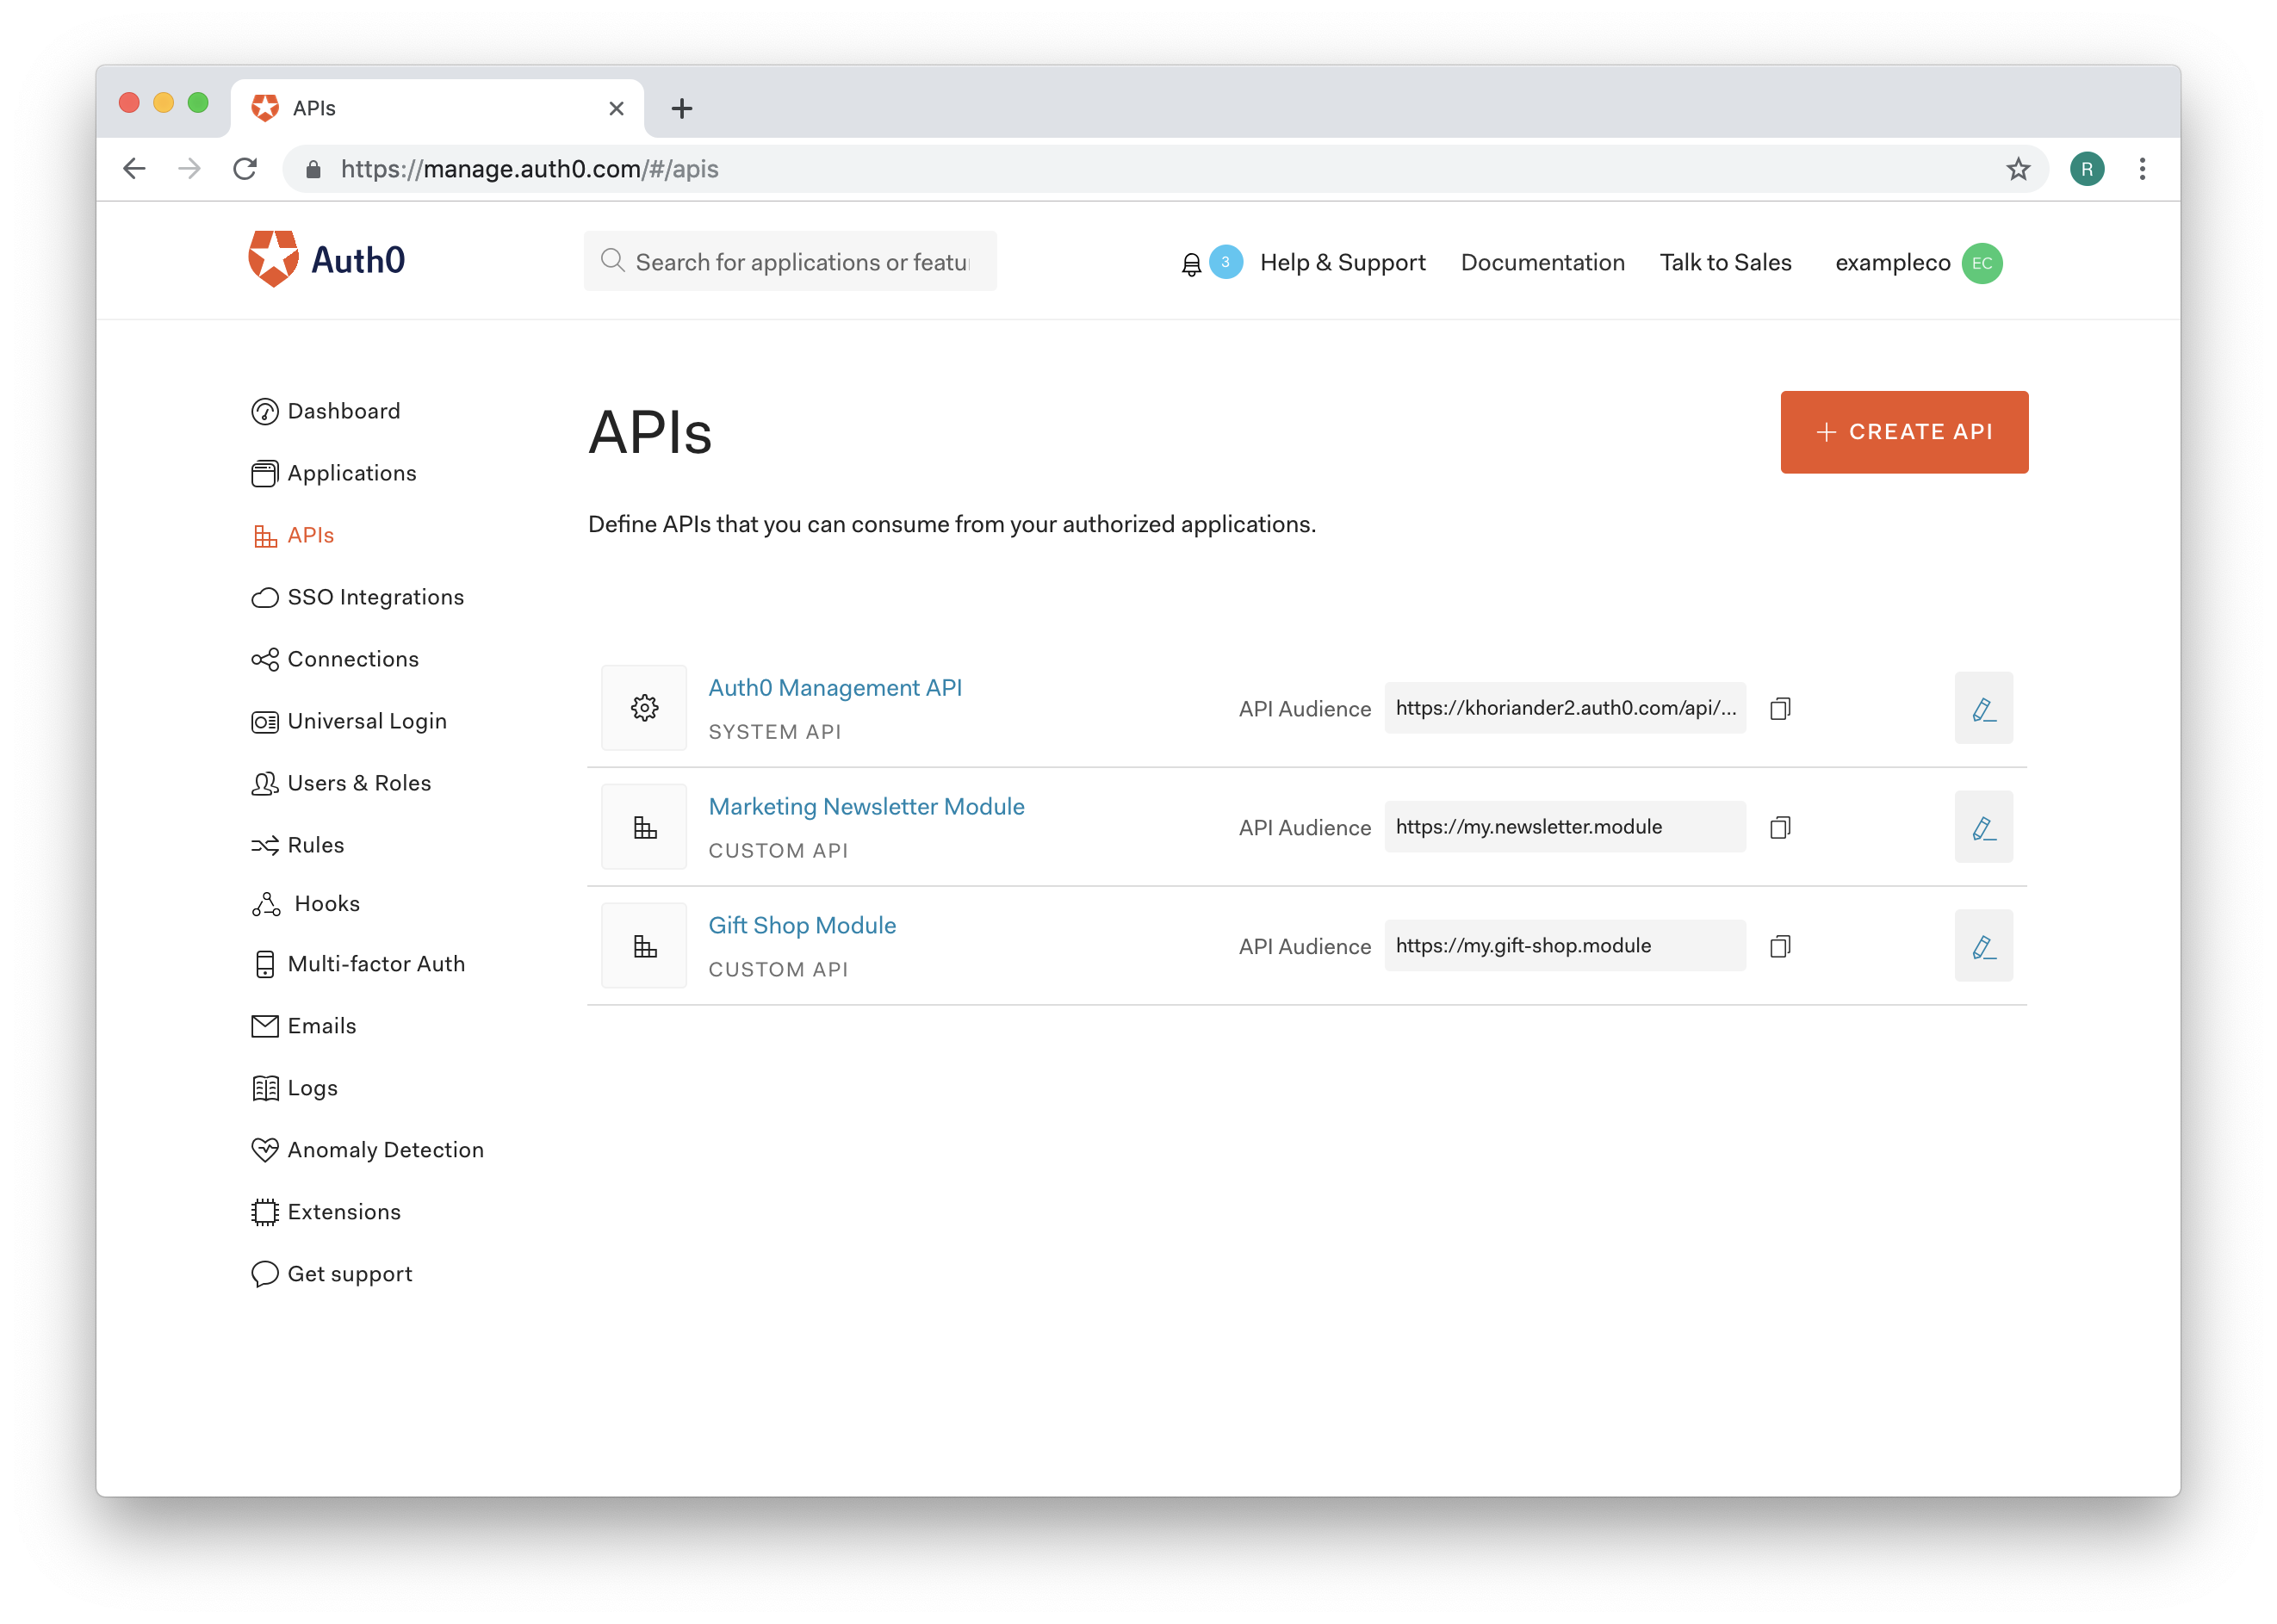 APIs
https://manage.auth0.com/#/apis
R
Auth0
Search for applications or featu
3
Help & Support
Documentation
Talk to Sales
exampleco
EC
Dashboard
Applications
APIs
SSO Integrations
Connections
Universal Login
Users & Roles
Rules
Hooks
Multi-factor Auth
Emails
Logs
Anomaly Detection
Extensions
Get support
APIs
CREATE API
Define APIs that you can consume from your authorized applications.
Auth0 Management API
SYSTEM API
API Audience
https://khoriander2.auth0.com/api/...
Marketing Newsletter Module
CUSTOM API
API Audience
https://my.newsletter.module
Gift Shop Module
CUSTOM API
API Audience
https://my.gift-shop.module